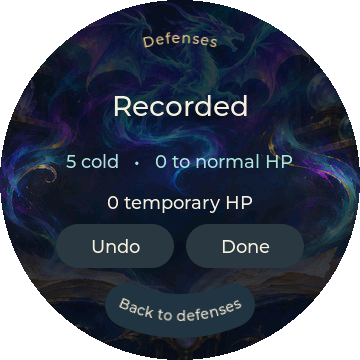 Defenses
Recorded
5 cold • 0 to normal HP
0 temporary HP
Undo
Done
Back to defenses